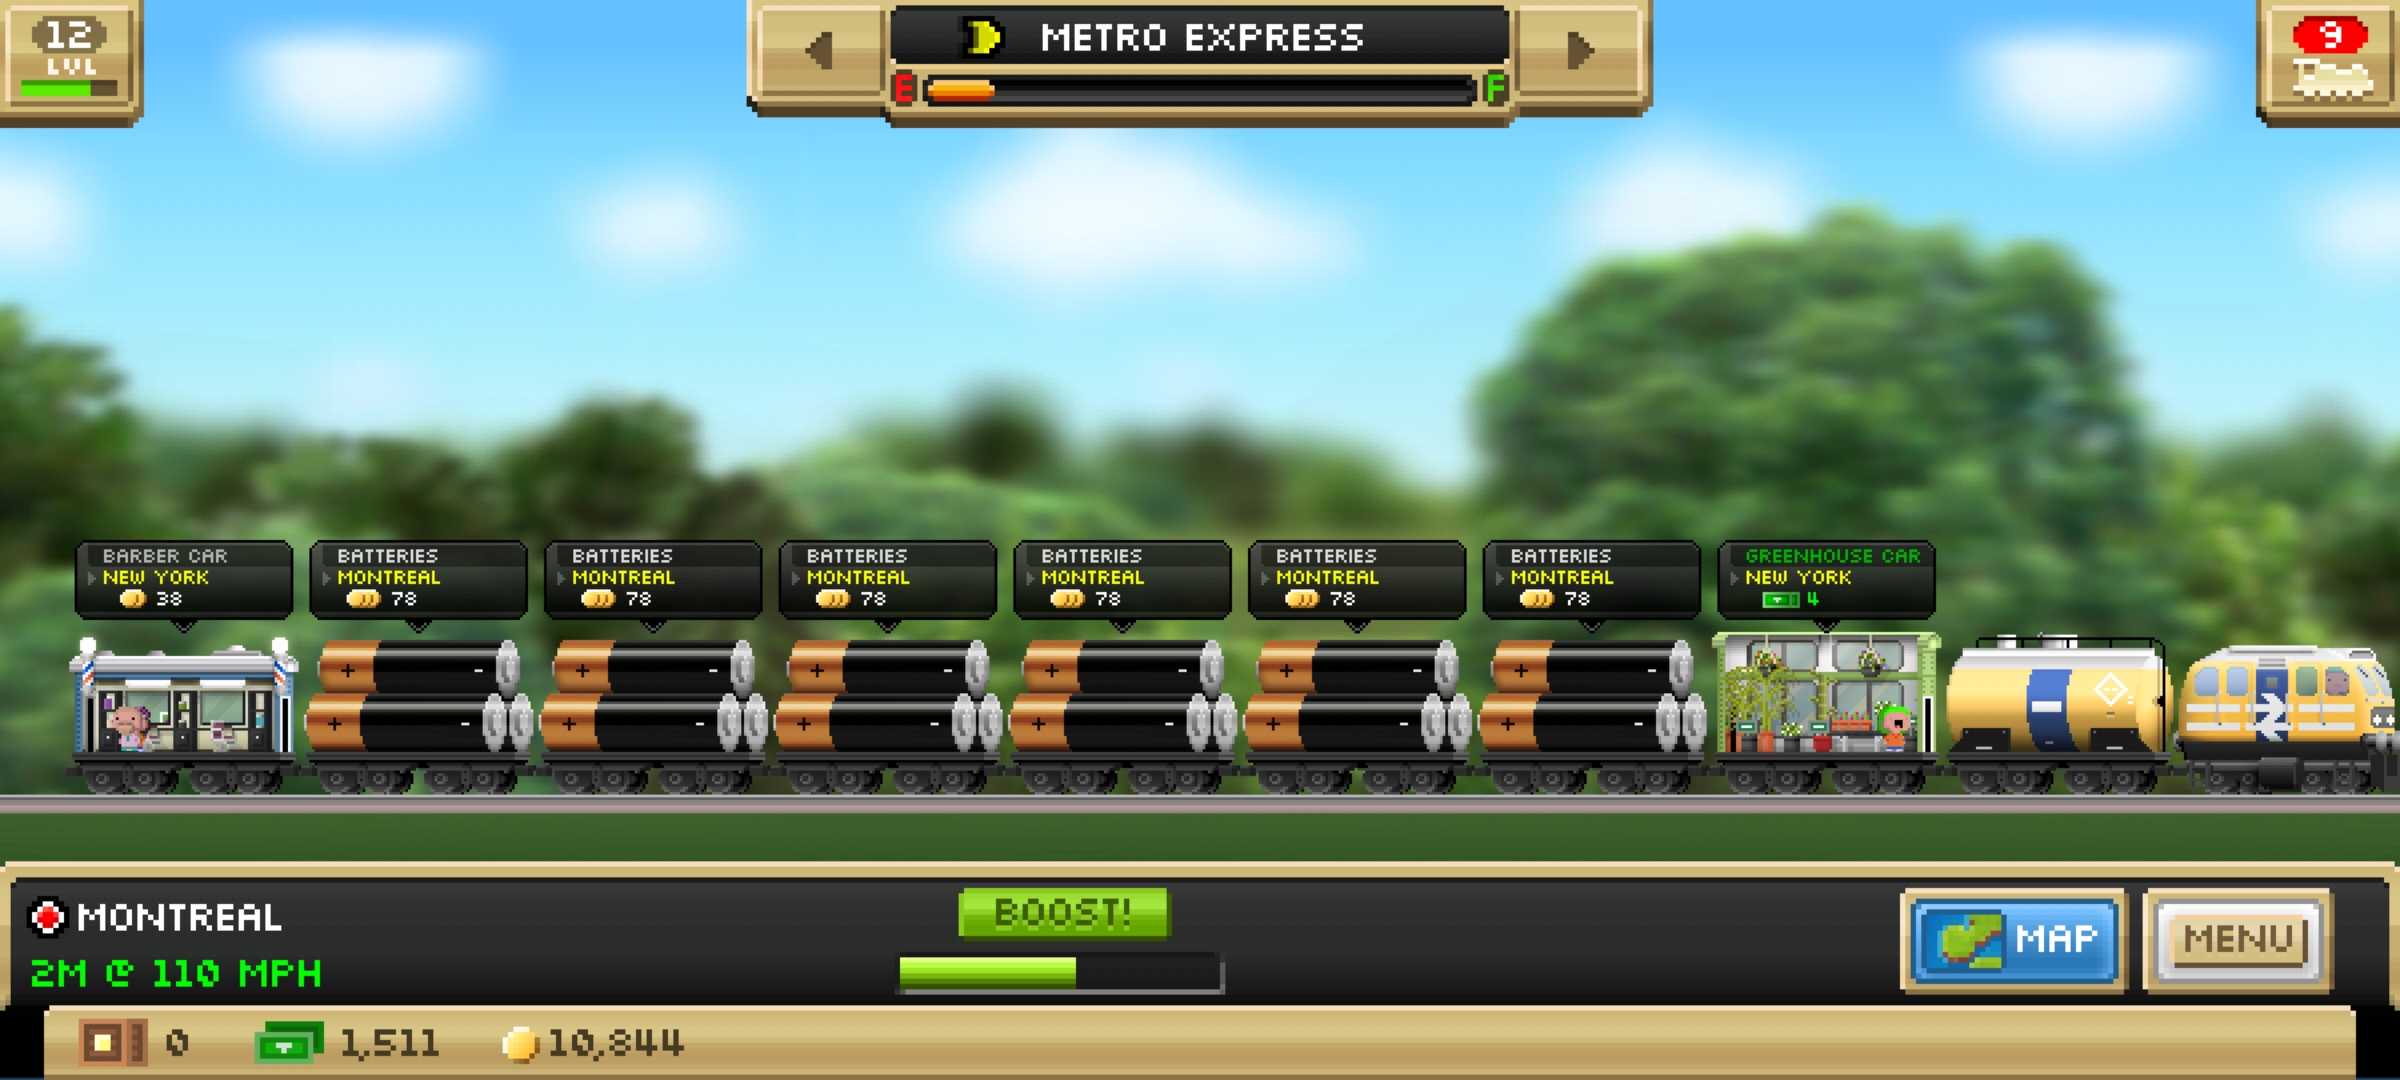 12
LVL
METRO EXPRESS
E F
9
BARBER CAR
NEW YORK
38
BATTERIES
MONTREAL
78
BATTERIES
MONTREAL
78
BATTERIES
MONTREAL
78
BATTERIES
MONTREAL
78
BATTERIES
MONTREAL
78
BATTERIES
MONTREAL
78
GREENHOUSE CAR
NEW YORK
4
MONTREAL
2M @ 110 MPH
BOOST!
MAP
MENU
0
1,511
10,844